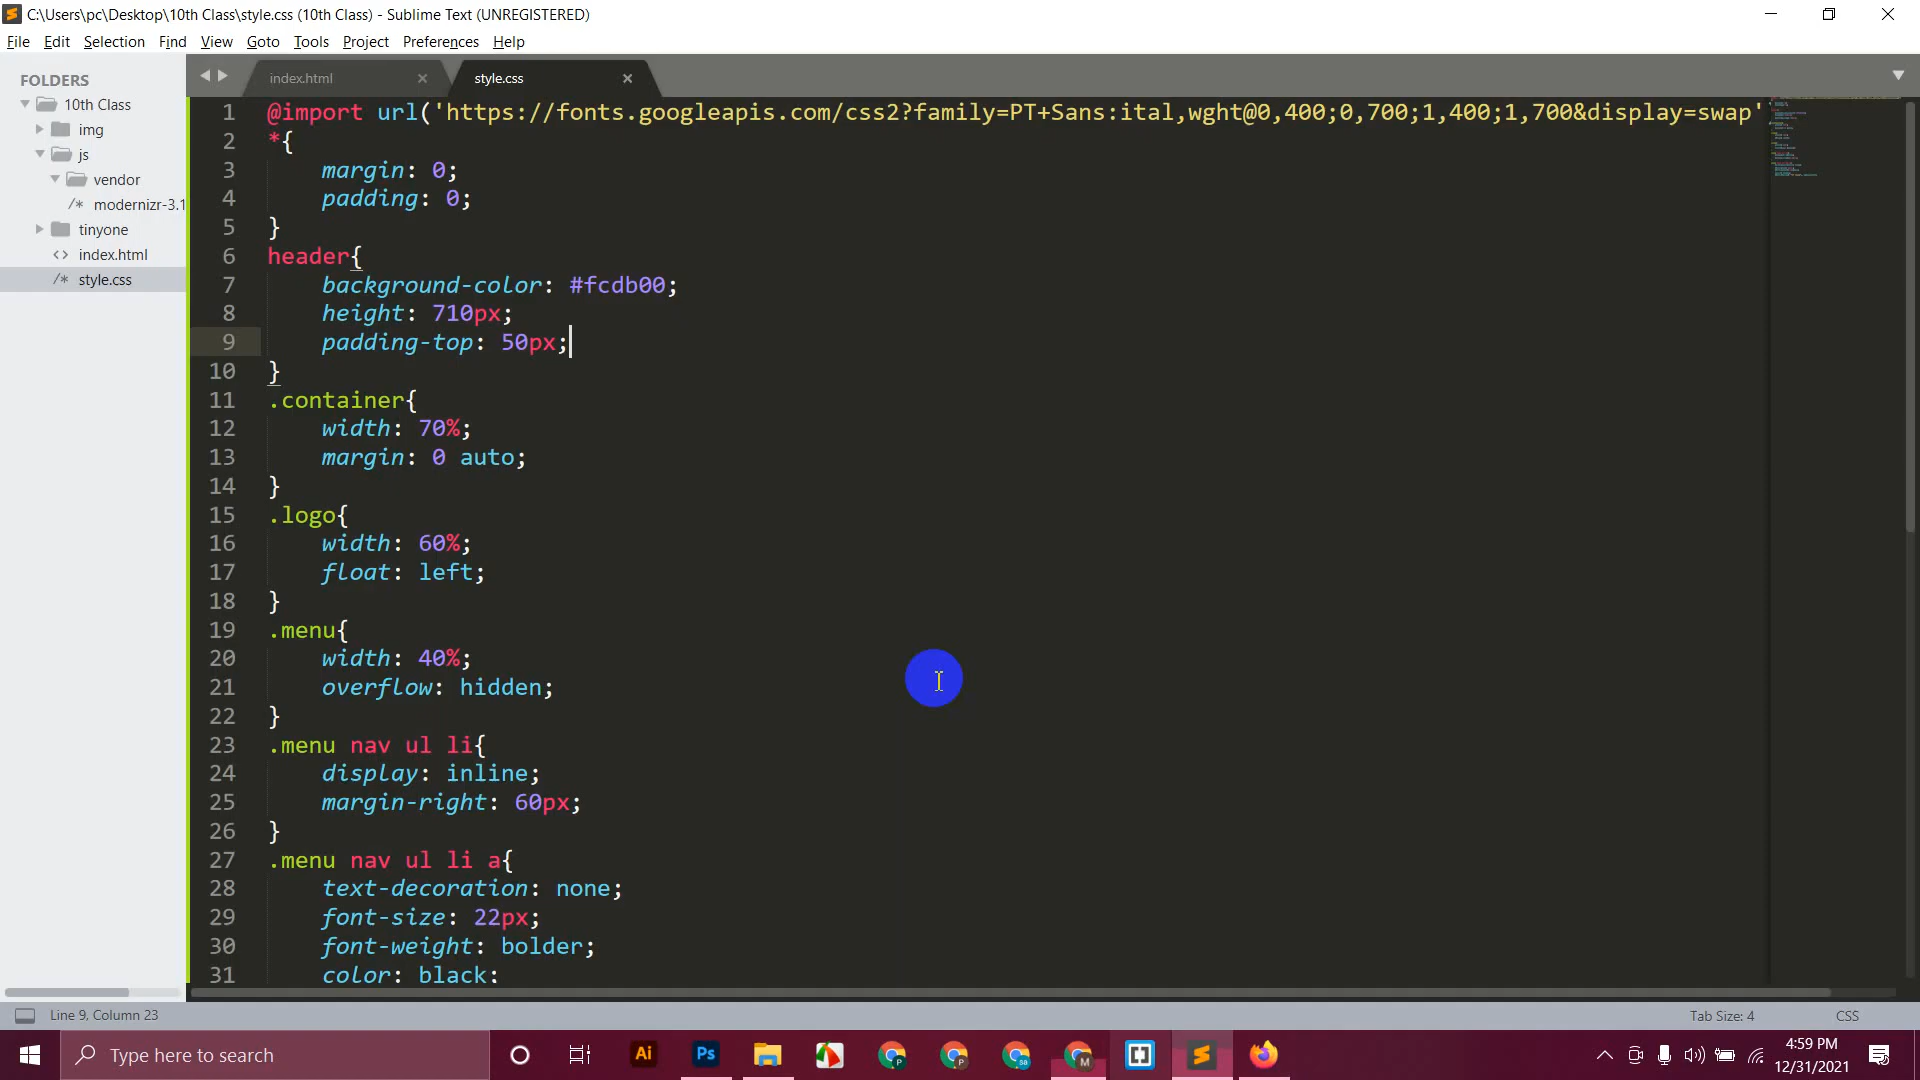 C:\Users\pc\Desktop\10th Class\style.css (10th Class) - Sublime Text (UNREGISTERED)
File Edit Selection Find View Goto Tools Project Preferences Help
FOLDERS
10th Class
img
js
vendor
modernizr-3.1
tinyone
index.html
style.css
index.html
style.css
1 @import url('https://fonts.googleapis.com/css2?family=PT+Sans:ital,wght@0,400;0,700;1,400;1,700&display=swap'
2 *{
3 margin: 0;
4 padding: 0;
5 }
6 header{
7 background-color: #fcdb00;
8 height: 710px;
9 padding-top: 50px;
10 }
11 .container{
12 width: 70%;
13 margin: 0 auto;
14 }
15 .logo{
16 width: 60%;
17 float: left;
18 }
19 .menu{
20 width: 40%;
21 overflow: hidden;
22 }
23 .menu nav ul li{
24 display: inline;
25 margin-right: 60px;
26 }
27 .menu nav ul li a{
28 text-decoration: none;
29 font-size: 22px;
30 font-weight: bolder;
31 color: black;
Line 9, Column 23
Tab Size: 4
CSS
Type here to search
Ai
Ps
4:59 PM
12/31/2021